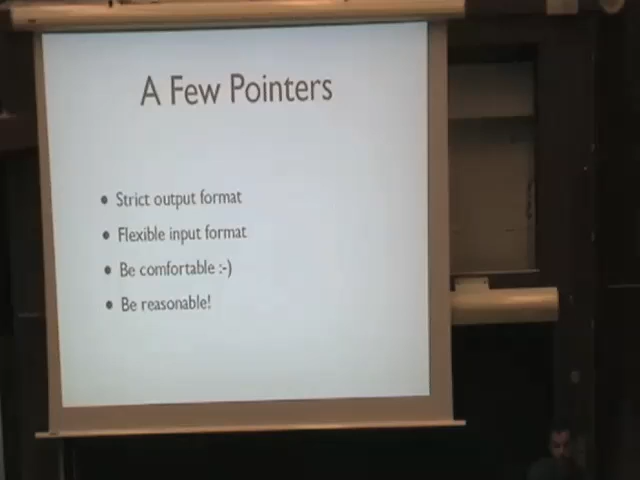 A Few Pointers
• Strict output format
• Flexible input format
• Be comfortable :-)
• Be reasonable!